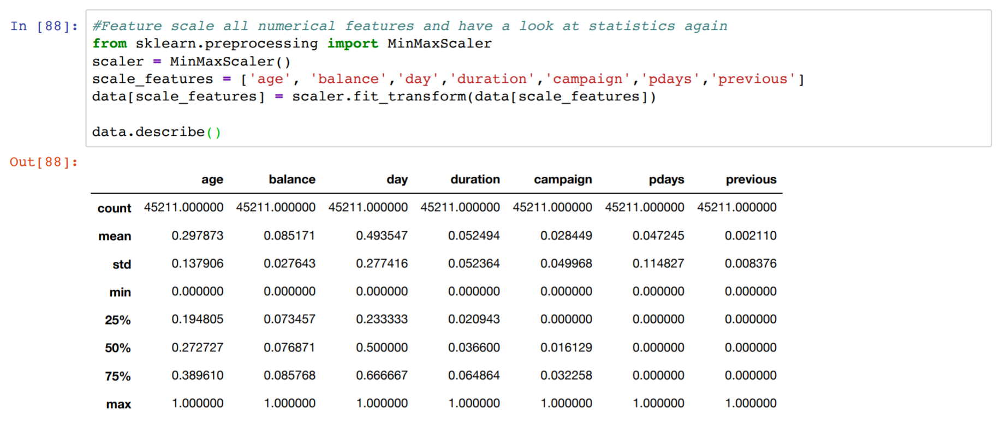 In [88]: #Feature scale all numerical features and have a look at statistics again
from sklearn.preprocessing import MinMaxScaler
scaler = MinMaxScaler()
scale_features = ['age', 'balance','day','duration','campaign','pdays','previous']
data[scale_features] = scaler.fit_transform(data[scale_features])
data.describe()
Out[88]:
age balance day duration campaign pdays previous
count 45211.000000 45211.000000 45211.000000 45211.000000 45211.000000 45211.000000 45211.000000
mean 0.297873 0.085171 0.493547 0.052494 0.028449 0.047245 0.002110
std 0.137906 0.027643 0.277416 0.052364 0.049968 0.114827 0.008376
min 0.000000 0.000000 0.000000 0.000000 0.000000 0.000000 0.000000
25% 0.194805 0.073457 0.233333 0.020943 0.000000 0.000000 0.000000
50% 0.272727 0.076871 0.500000 0.036600 0.016129 0.000000 0.000000
75% 0.389610 0.085768 0.666667 0.064864 0.032258 0.000000 0.000000
max 1.000000 1.000000 1.000000 1.000000 1.000000 1.000000 1.000000